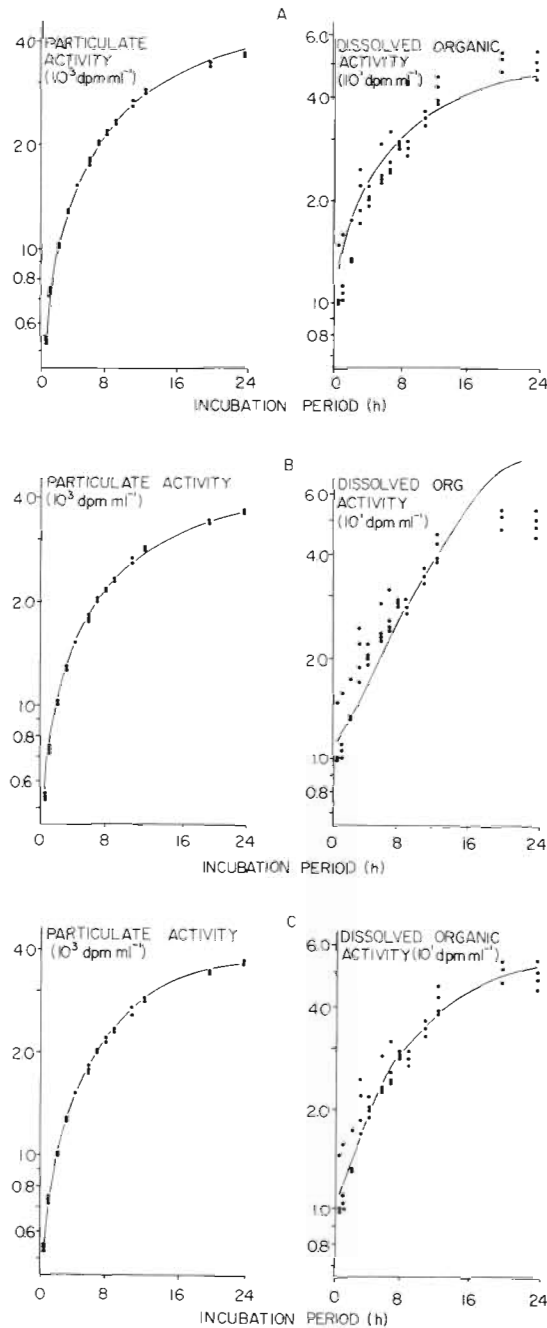 A
PARTICULATE
ACTIVITY
(10³ dpm ml⁻¹)
4.0
2.0
1.0
0.8
0.6
0 8 16 24
DISSOLVED ORGANIC
ACTIVITY
(10¹ dpm ml⁻¹)
6.0
4.0
2.0
1.0
0.8
0 8 16 24
INCUBATION PERIOD (h)
B
PARTICULATE ACTIVITY
(10³ dpm ml⁻¹)
4.0
2.0
1.0
0.8
0.6
0 8 16 24
DISSOLVED ORG
ACTIVITY
(10¹ dpm ml⁻¹)
6.0
4.0
2.0
1.0
0.8
0 8 16 24
INCUBATION PERIOD (h)
C
PARTICULATE ACTIVITY
(10³ dpm ml⁻¹)
4.0
2.0
1.0
0.8
0.6
0 8 16 24
DISSOLVED ORGANIC
ACTIVITY (10¹ dpm ml⁻¹)
6.0
4.0
2.0
1.0
0.8
0 8 16 24
INCUBATION PERIOD (h)